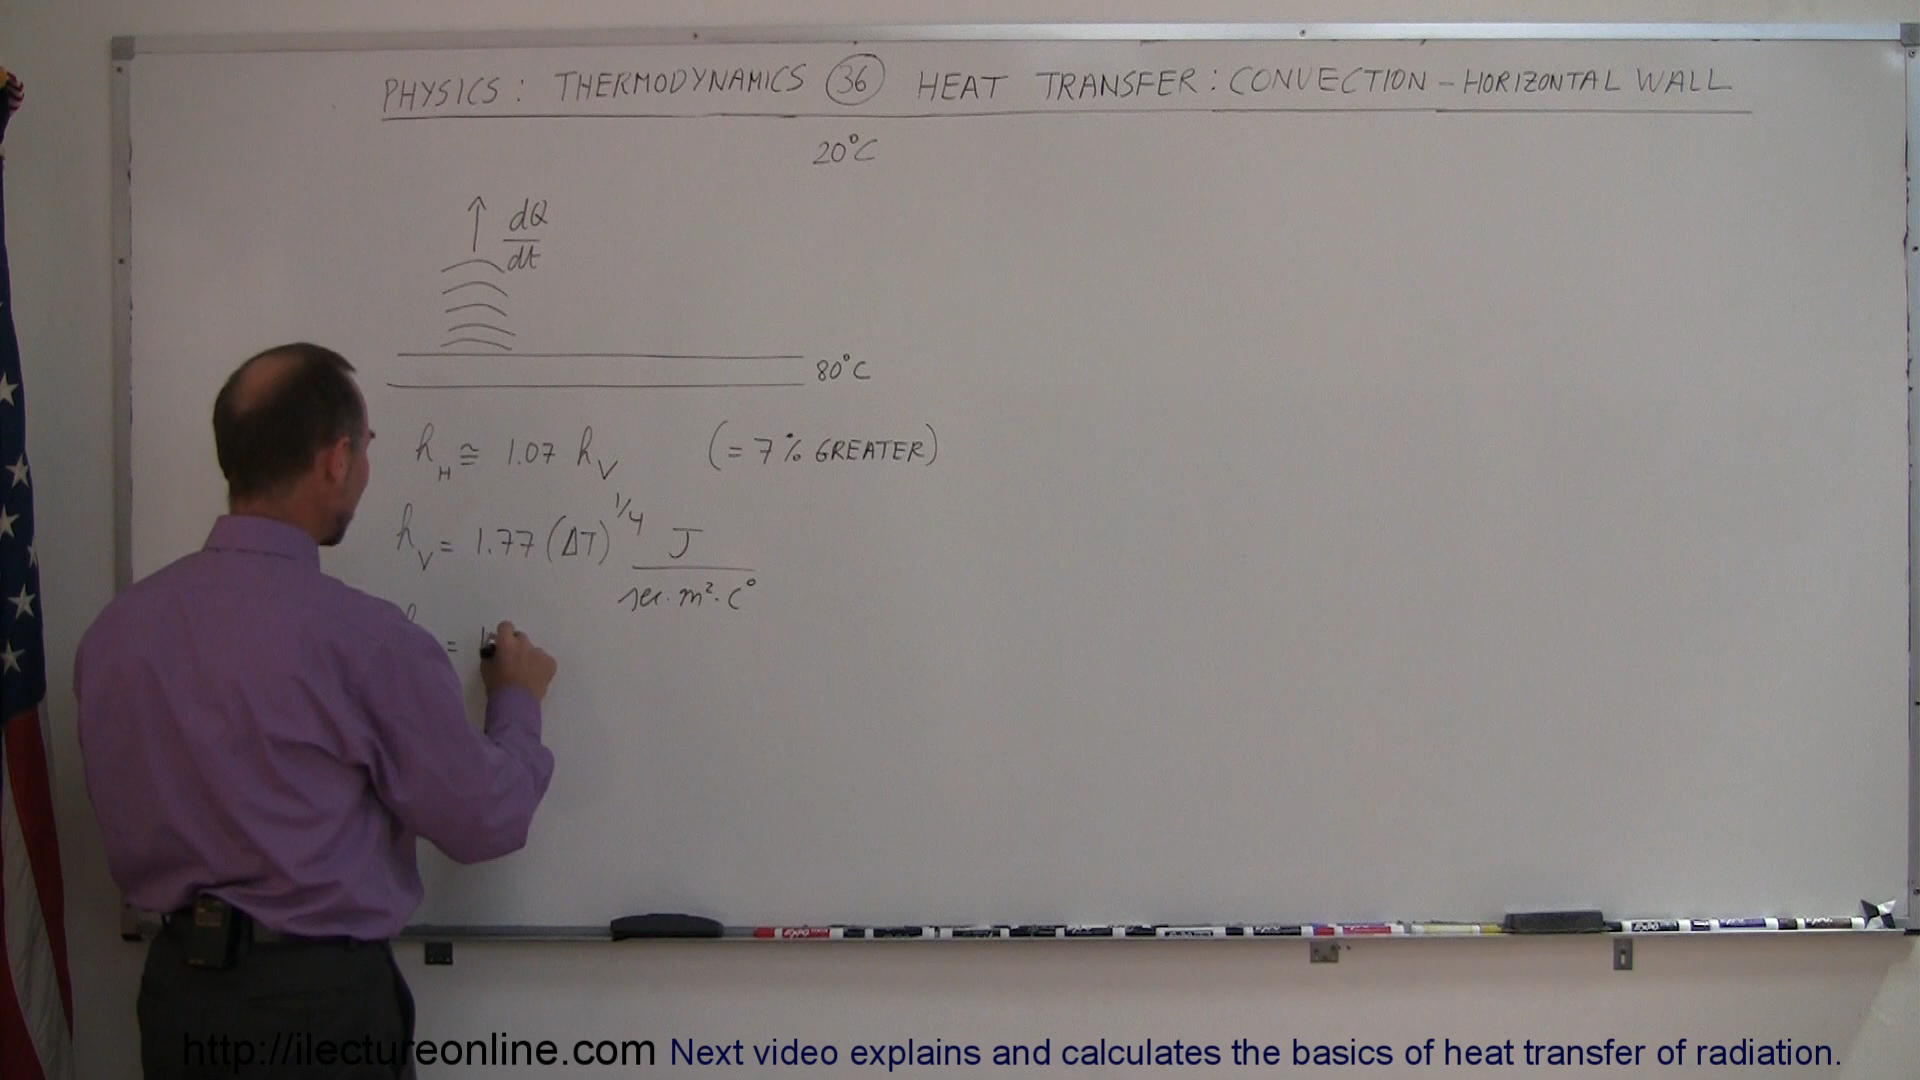 PHYSICS: THERMODYNAMICS 36 HEAT TRANSFER: CONVECTION – HORIZONTAL WALL
20°C
dQ
dt
80°C
h_H ≅ 1.07 h_V (= 7% GREATER)
h_V = 1.77 (ΔT)^1/4 J
sec·m²·C°
=
http://ilectureonline.com Next video explains and calculates the basics of heat transfer of radiation.